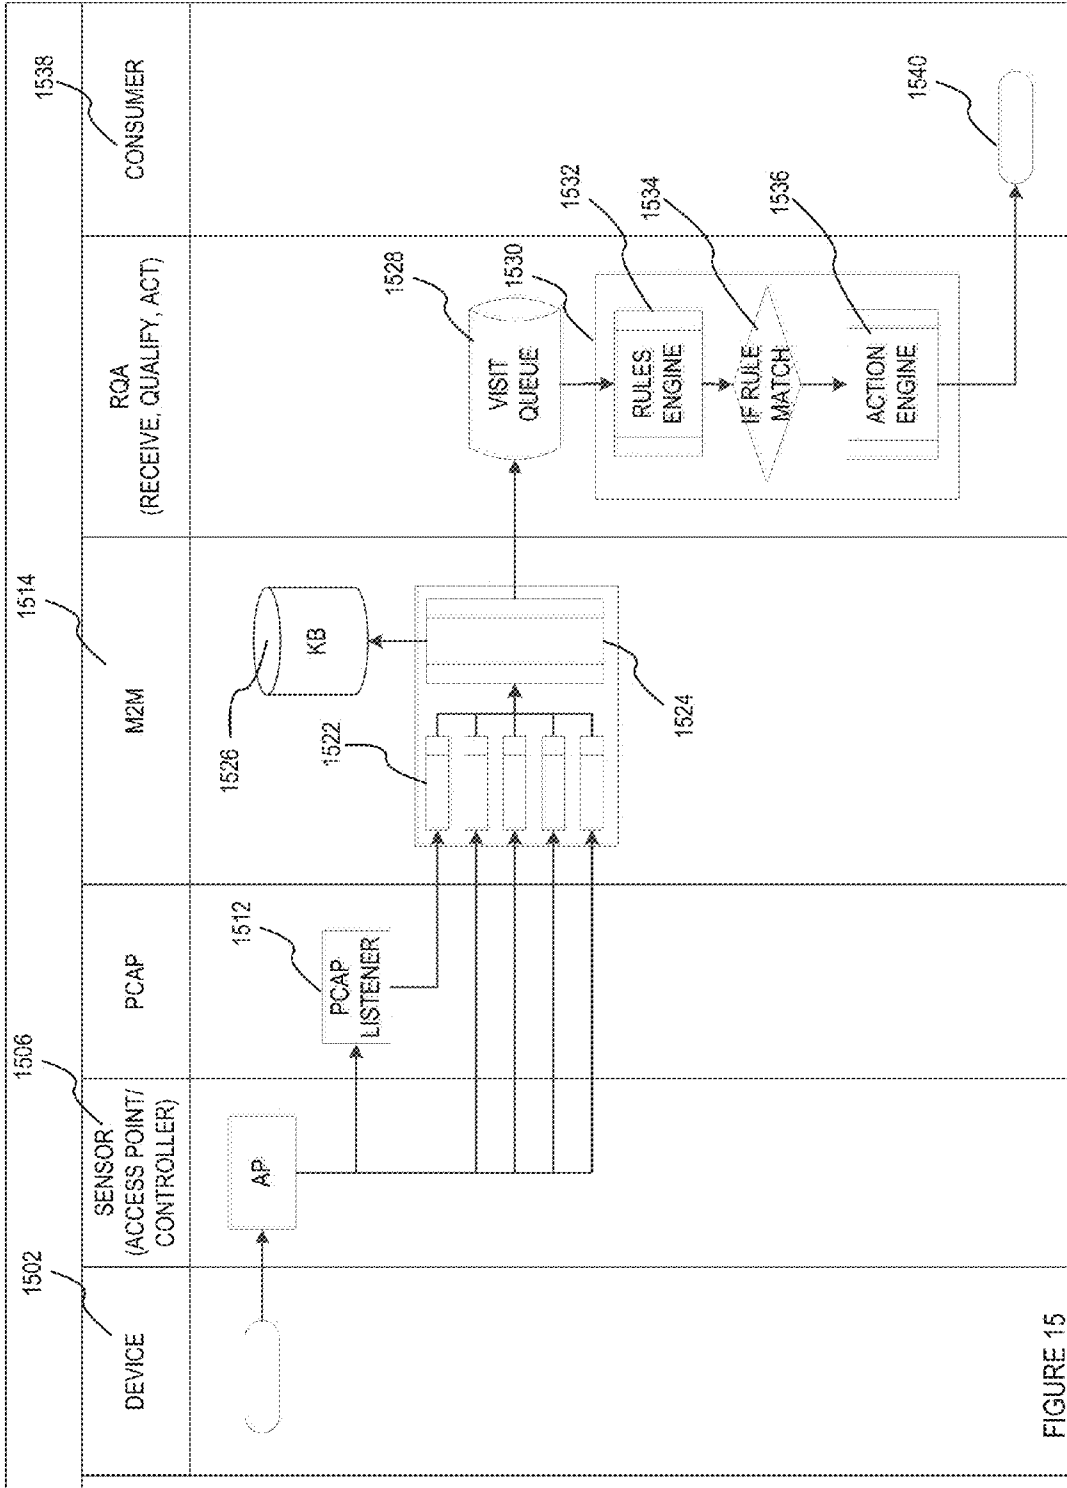 1502
1506
1514
1538
DEVICE
SENSOR
(ACCESS POINT/
CONTROLLER)
PCAP
M2M
RQA
(RECEIVE, QUALIFY, ACT)
CONSUMER
AP
1512
PCAP
LISTENER
1526
KB
1522
1524
1528
VISIT
QUEUE
1530
1532
RULES
ENGINE
1534
IF RULE
MATCH
1536
ACTION
ENGINE
1540
FIGURE 15